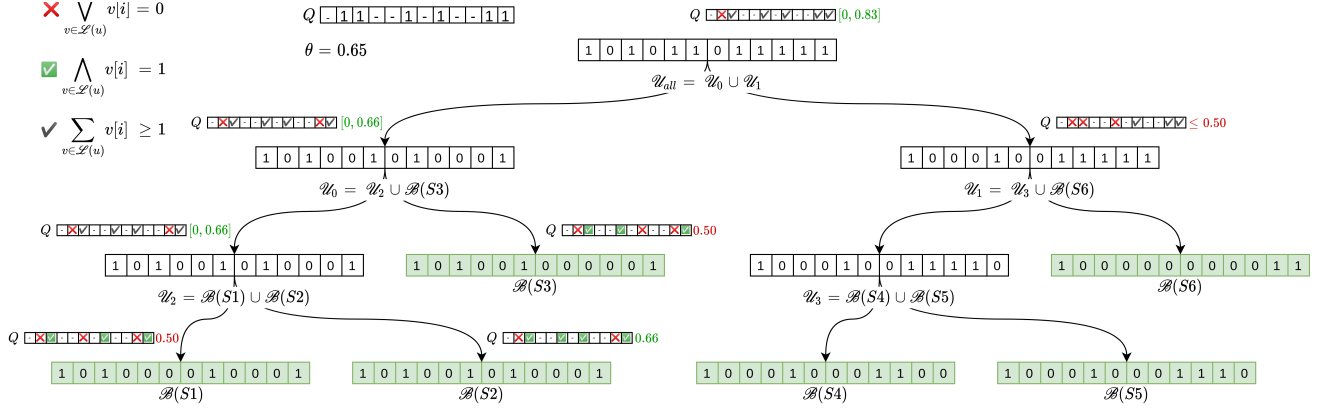 Q - 1 1 - - 1 - 1 - - 1 1
θ = 0.65
⋁ v[i] = 0
v∈ℒ(u)
⋀ v[i] = 1
v∈ℒ(u)
∑ v[i] ≥ 1
v∈ℒ(u)
Q [0, 0.83]
1 0 1 0 1 1 0 1 1 1 1 1
𝒰all = 𝒰0 ∪ 𝒰1
Q [0, 0.66]
1 0 1 0 0 1 0 1 0 0 0 1
𝒰0 = 𝒰2 ∪ ℬ(S3)
Q ≤ 0.50
1 0 0 0 1 0 0 1 1 1 1 1
𝒰1 = 𝒰3 ∪ ℬ(S6)
Q [0, 0.66]
1 0 1 0 0 1 0 1 0 0 0 1
𝒰2 = ℬ(S1) ∪ ℬ(S2)
Q 0.50
1 0 1 0 0 1 0 0 0 0 0 1
ℬ(S3)
1 0 0 0 1 0 0 1 1 1 1 0
𝒰3 = ℬ(S4) ∪ ℬ(S5)
1 0 0 0 0 0 0 0 0 0 1 1
ℬ(S6)
Q 0.50
1 0 1 0 0 0 0 1 0 0 0 1
ℬ(S1)
Q 0.66
1 0 1 0 0 1 0 1 0 0 0 1
ℬ(S2)
1 0 0 0 1 0 0 1 1 1 0 0
ℬ(S4)
1 0 0 0 1 0 0 0 1 1 1 0
ℬ(S5)